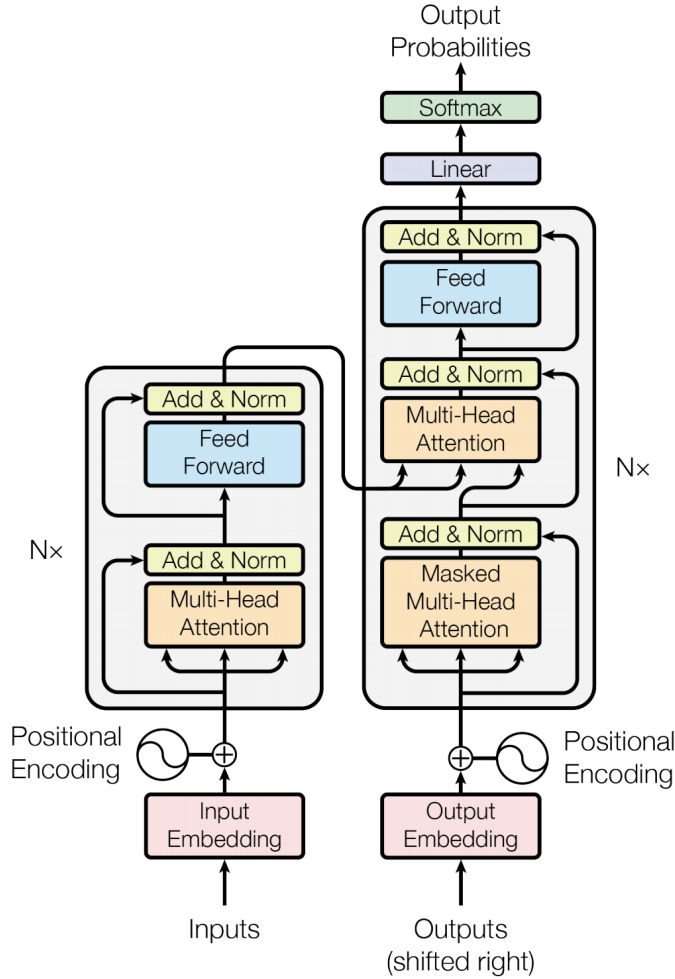 Output
Probabilities
Softmax
Linear
Add & Norm
Feed
Forward
Add & Norm
Multi-Head
Attention
Add & Norm
Masked
Multi-Head
Attention
Nx
Add & Norm
Feed
Forward
Add & Norm
Multi-Head
Attention
Nx
Positional
Encoding
Positional
Encoding
Input
Embedding
Output
Embedding
Inputs
Outputs
(shifted right)